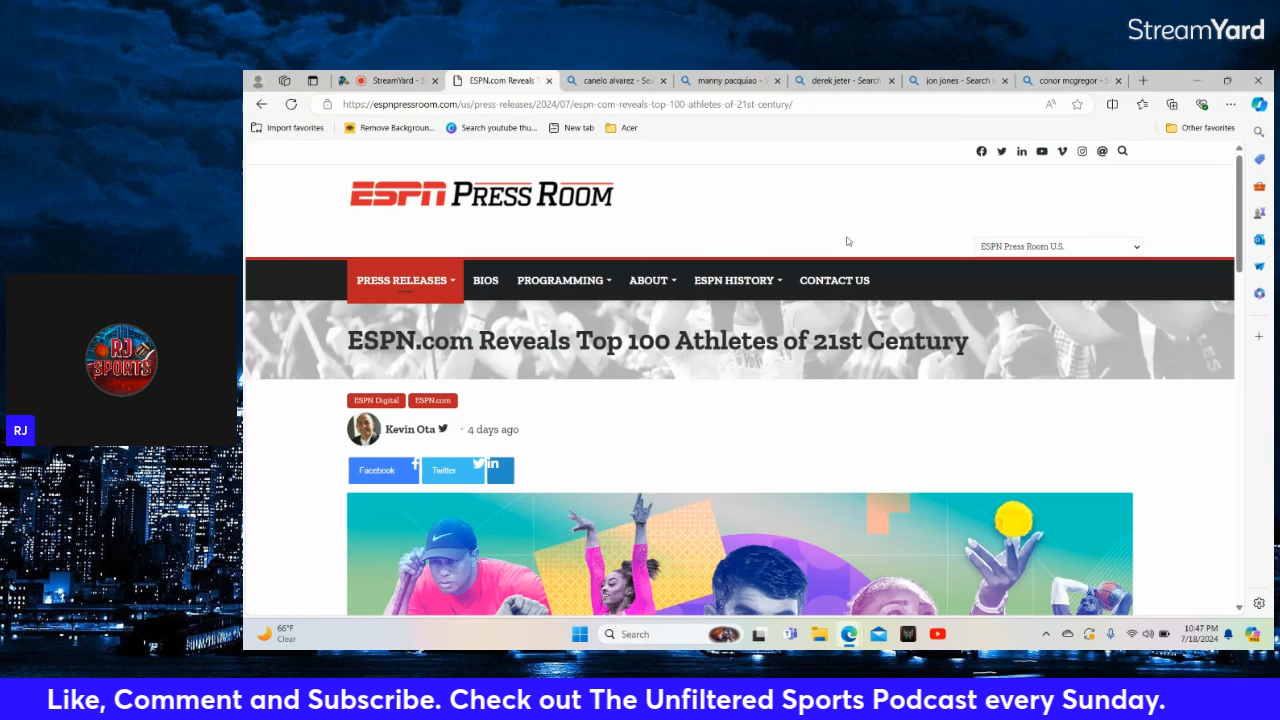 StreamYard
StreamYard - S
ESPN.com Reveals T
canelo alvarez - Sea
manny pacquiao - S
derek jeter - Search
jon jones - Search
conor mcgregor - S
https://espnpressroom.com/us/press-releases/2024/07/espn-com-reveals-top-100-athletes-of-21st-century/
Import favorites
Remove Backgroun...
Search youtube thu...
New tab
Acer
Other favorites
ESPN PRESS ROOM
ESPN Press Room U.S.
PRESS RELEASES
BIOS
PROGRAMMING
ABOUT
ESPN HISTORY
CONTACT US
ESPN.com Reveals Top 100 Athletes of 21st Century
ESPN Digital
ESPN.com
Kevin Ota
4 days ago
Facebook
Twitter
RJ
SPORTS
RJ
66°F
Clear
Search
10:47 PM
7/18/2024
Like, Comment and Subscribe. Check out The Unfiltered Sports Podcast every Sunday.